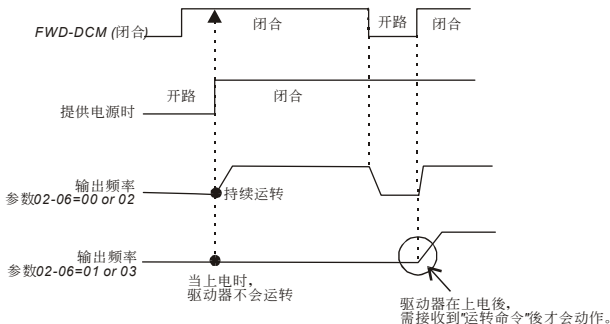 FWD-DCM (闭合)
闭合
开路
闭合
提供电源时
开路
闭合
输出频率
参数02-06=00 or 02
持续运转
输出频率
参数02-06=01 or 03
当上电时，
驱动器不会运转
驱动器在上电後，
需接收到"运转命令"後才会动作。